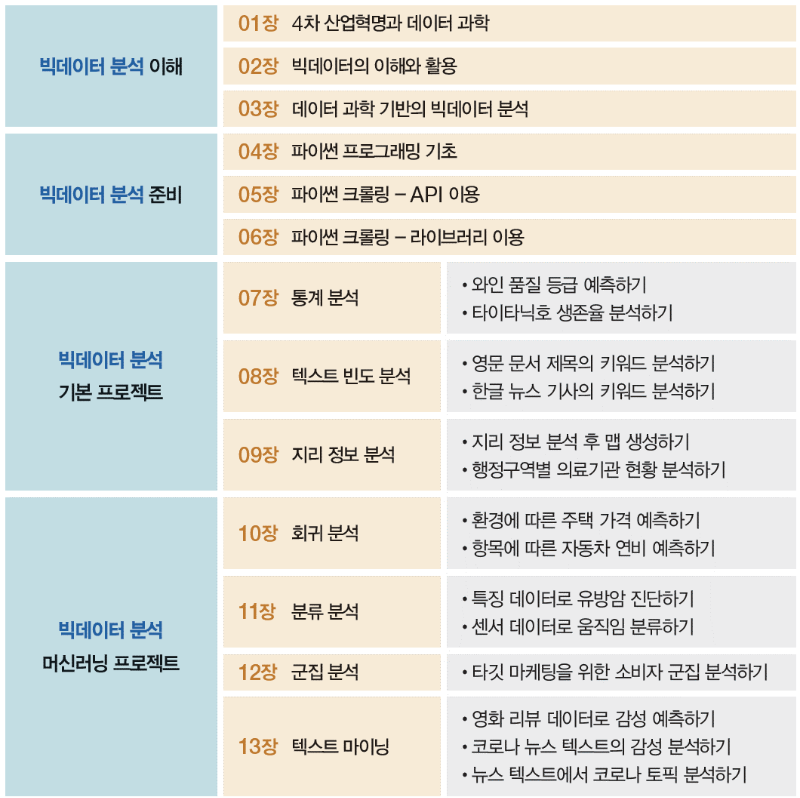 빅데이터 분석 이해
01장 4차 산업혁명과 데이터 과학
02장 빅데이터의 이해와 활용
03장 데이터 과학 기반의 빅데이터 분석
빅데이터 분석 준비
04장 파이썬 프로그래밍 기초
05장 파이썬 크롤링 – API 이용
06장 파이썬 크롤링 – 라이브러리 이용
빅데이터 분석
기본 프로젝트
07장 통계 분석
• 와인 품질 등급 예측하기
• 타이타닉호 생존율 분석하기
08장 텍스트 빈도 분석
• 영문 문서 제목의 키워드 분석하기
• 한글 뉴스 기사의 키워드 분석하기
09장 지리 정보 분석
• 지리 정보 분석 후 맵 생성하기
• 행정구역별 의료기관 현황 분석하기
빅데이터 분석
머신러닝 프로젝트
10장 회귀 분석
• 환경에 따른 주택 가격 예측하기
• 항목에 따른 자동차 연비 예측하기
11장 분류 분석
• 특징 데이터로 유방암 진단하기
• 센서 데이터로 움직임 분류하기
12장 군집 분석
• 타깃 마케팅을 위한 소비자 군집 분석하기
13장 텍스트 마이닝
• 영화 리뷰 데이터로 감성 예측하기
• 코로나 뉴스 텍스트의 감성 분석하기
• 뉴스 텍스트에서 코로나 토픽 분석하기